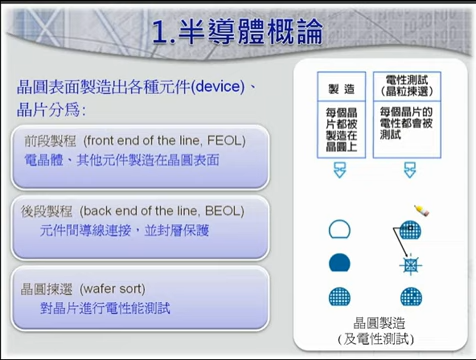 1.半導體概論
晶圓表面製造出各種元件(device)、
晶片分爲:
前段製程 (front end of the line, FEOL)
電晶體、其他元件製造在晶圓表面
後段製程 (back end of the line, BEOL)
元件間導線連接，並封層保護
晶圓揀選 (wafer sort)
對晶片進行電性能測試
製 造
每個晶
片都被
製造在
晶圓上
電性測試
(晶粒揀選)
每個晶片的
電性都會被
測試
晶圓製造
(及電性測試)